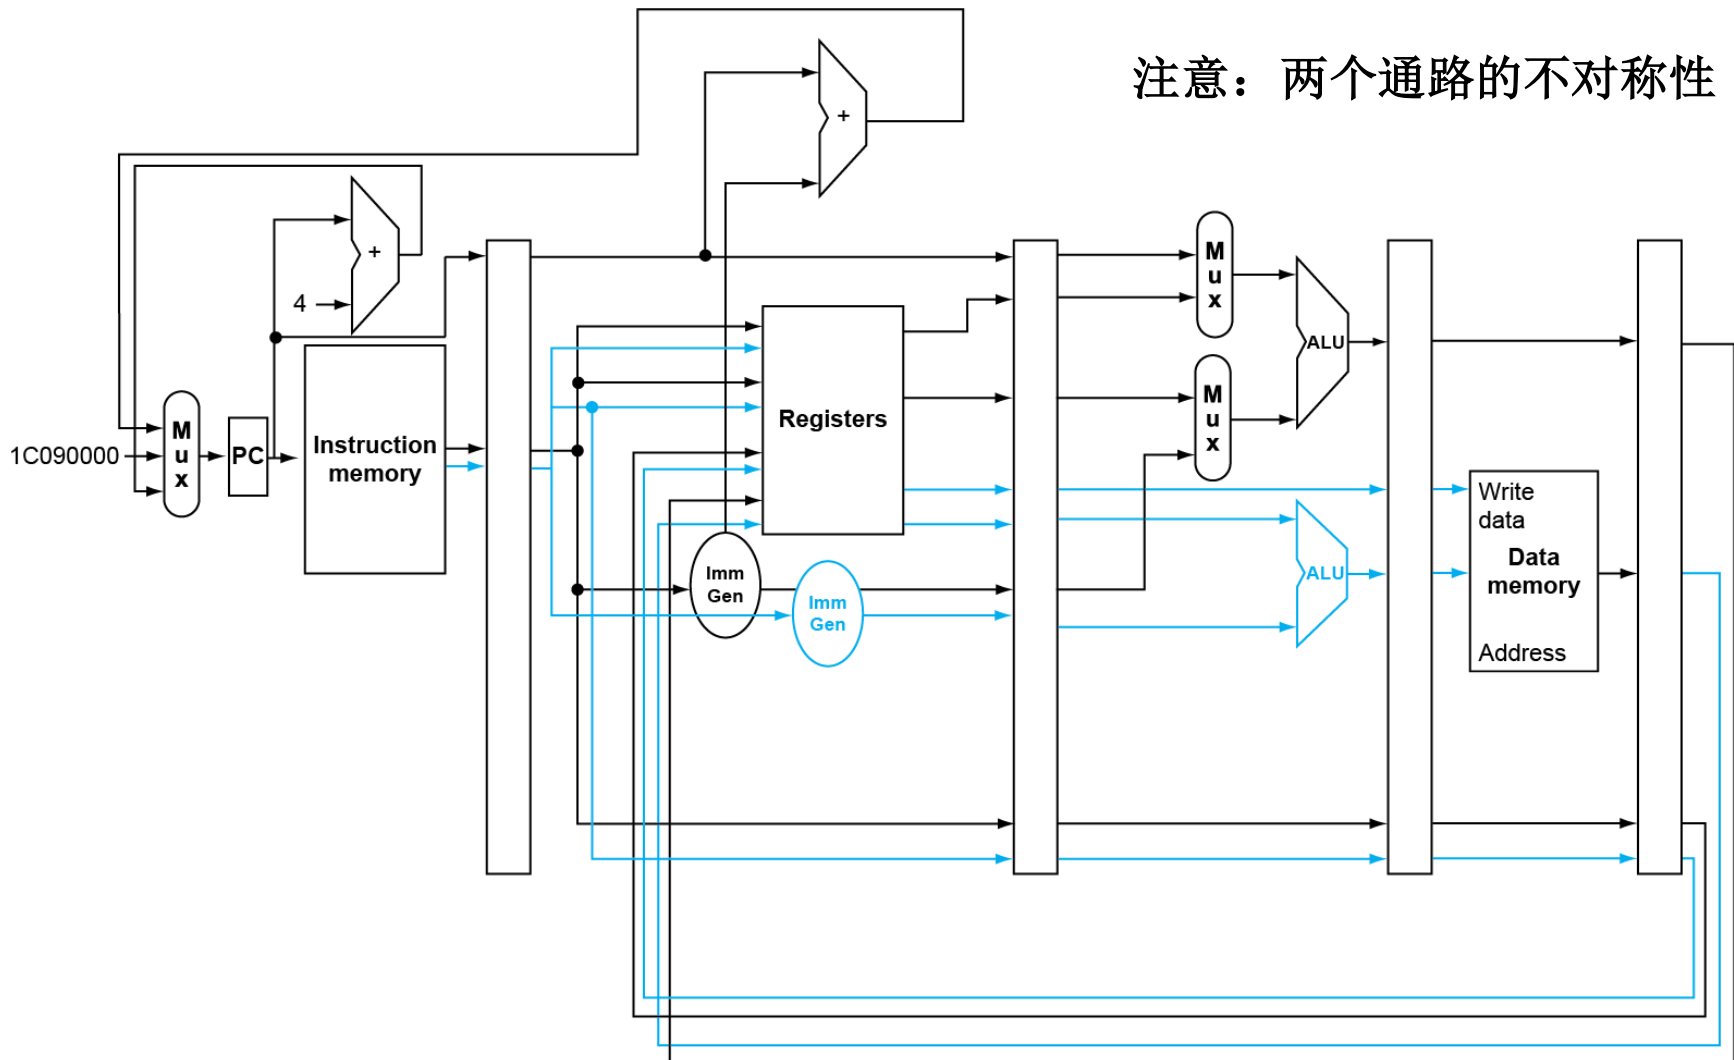 注意：两个通路的不对称性
+
+
4
M
u
x
1C090000
M
u
x
PC
Instruction
memory
Registers
Imm
Gen
Imm
Gen
M
u
x
ALU
ALU
Write
data
Data
memory
Address